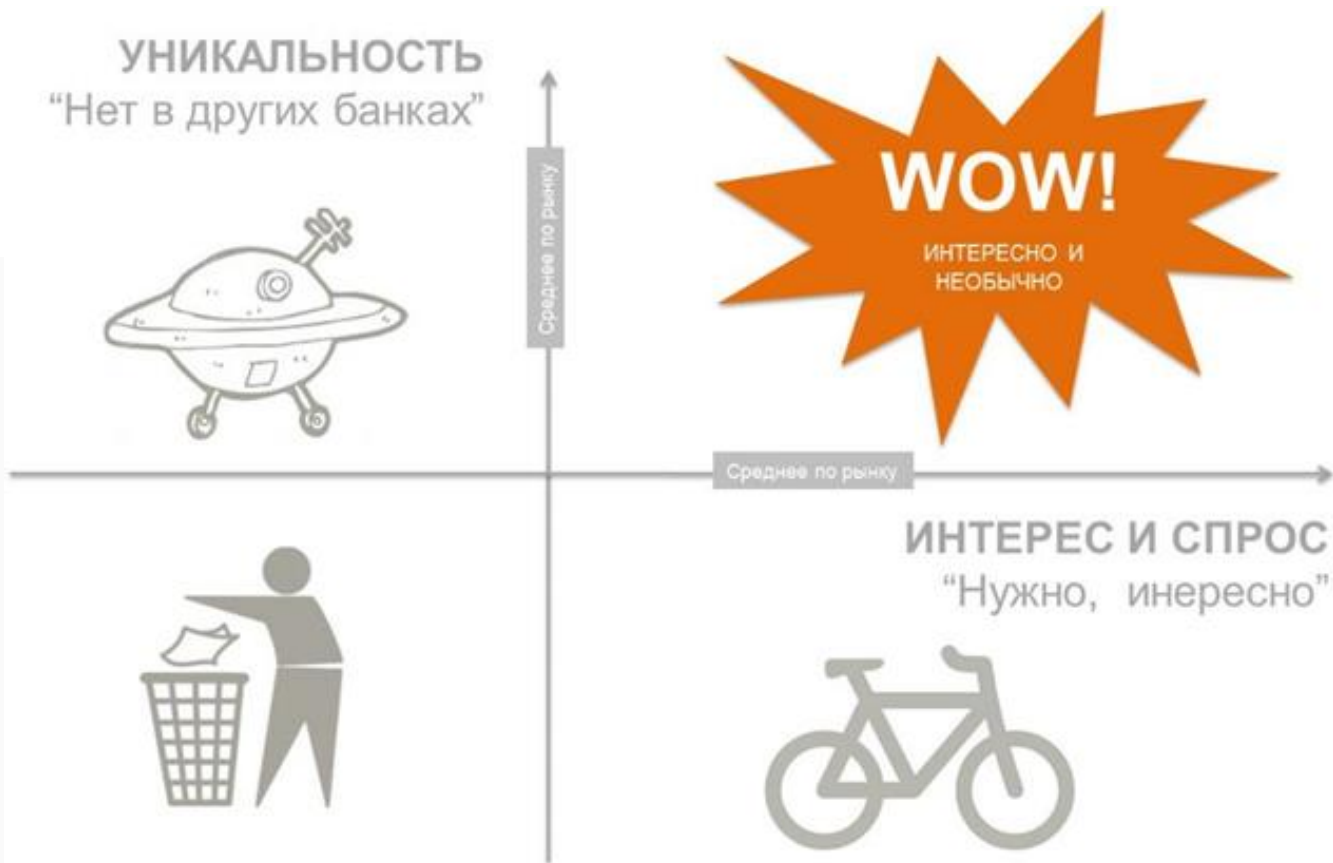 УНИКАЛЬНОСТЬ
“Нет в других банках”
Среднее по рынку
WOW!
ИНТЕРЕСНО И
НЕОБЫЧНО
Среднее по рынку
ИНТЕРЕС И СПРОС
“Нужно, инересно”